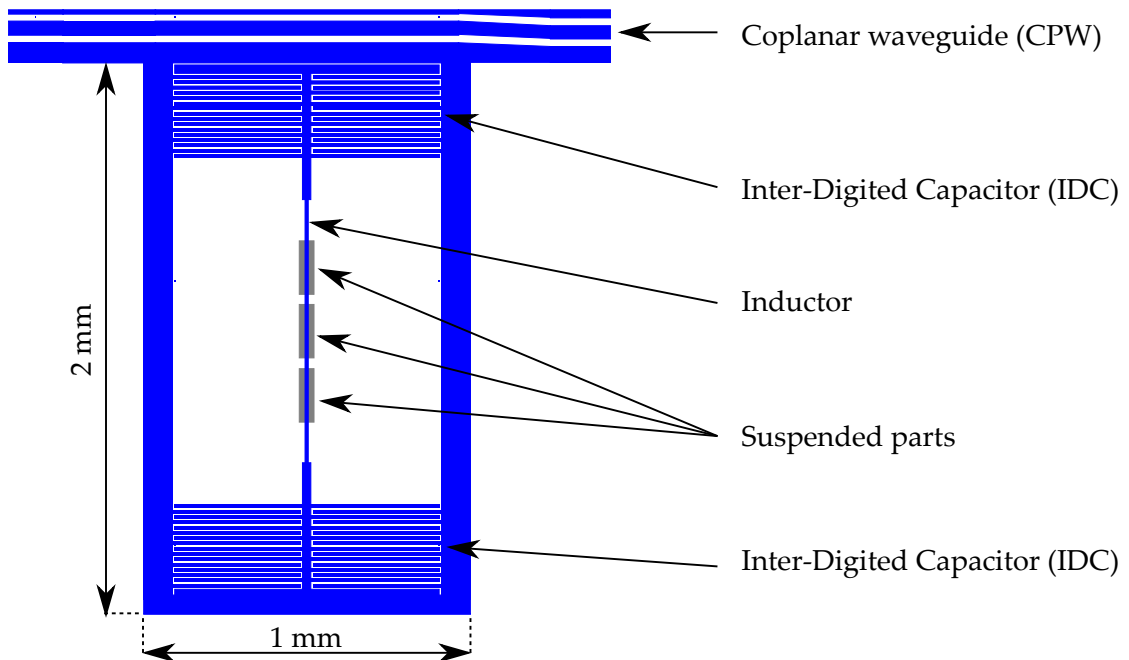 Coplanar waveguide (CPW)
Inter-Digited Capacitor (IDC)
Inductor
2 mm
Suspended parts
Inter-Digited Capacitor (IDC)
1 mm